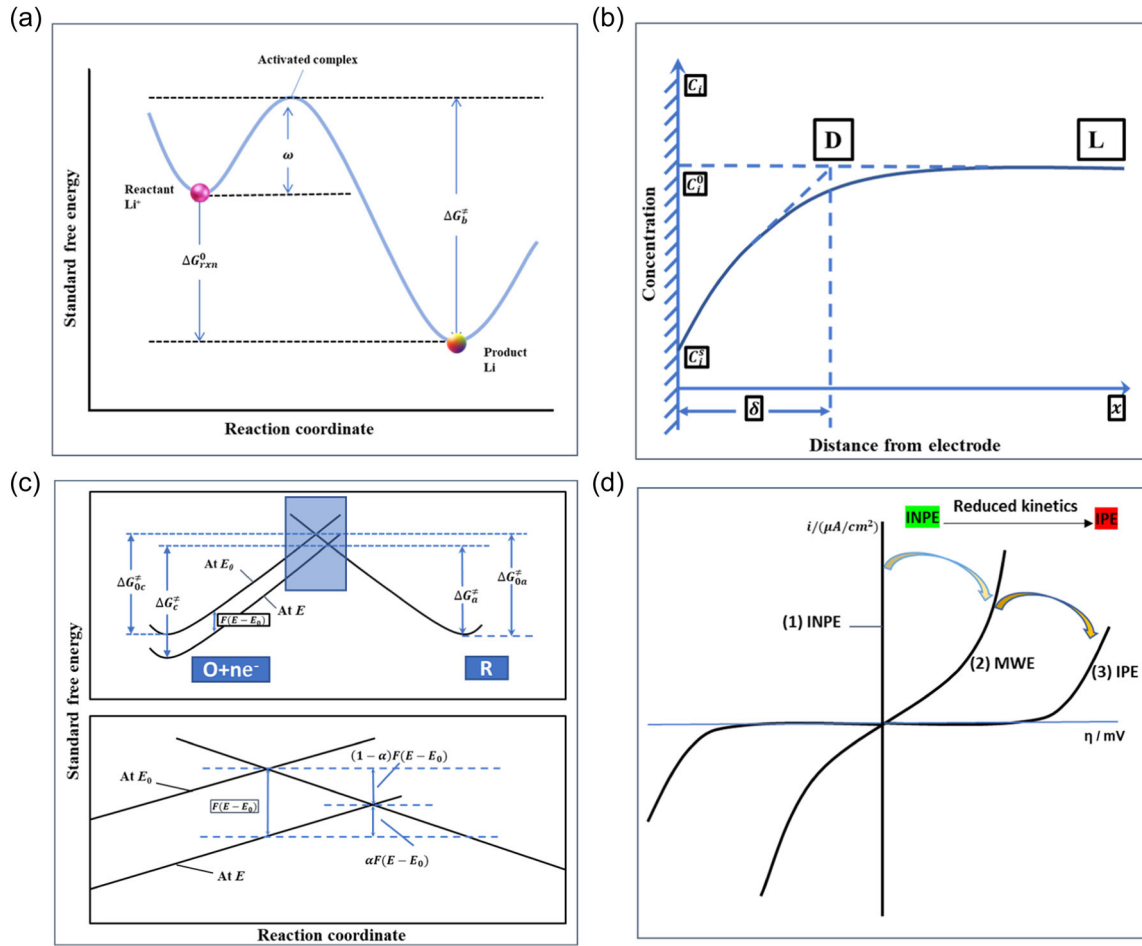 (a)
Activated complex
Standard free energy
ω
Reactant
Li⁺
ΔG⁰rxn
ΔG≠b
Product
Li
Reaction coordinate
(b)
Cᵢ
D
L
C⁰ᵢ
Concentration
Cˢᵢ
δ
x
Distance from electrode
(c)
Standard free energy
ΔG≠0c
ΔG≠c
At E₀
F(E − E₀)
At E
ΔG≠a
ΔG≠0a
O+ne⁻
R
(1 − α)F(E − E₀)
At E₀
F(E − E₀)
αF(E − E₀)
At E
Reaction coordinate
(d)
INPE
Reduced kinetics
IPE
i/(μA/cm²)
(1) INPE
(2) MWE
(3) IPE
η / mV